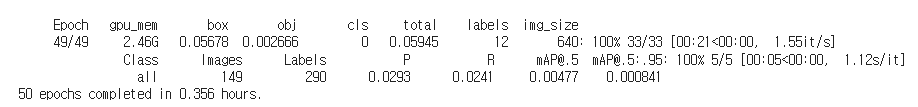 Epoch gpu_mem box obj cls total labels img_size
49/49 2.46G 0.05678 0.002666 0 0.05945 12 640: 100% 33/33 [00:21<00:00, 1.55it/s]
Class Images Labels P R mAP@.5 mAP@.5:.95: 100% 5/5 [00:05<00:00, 1.12s/it]
all 149 290 0.0293 0.0241 0.00477 0.000841
50 epochs completed in 0.356 hours.